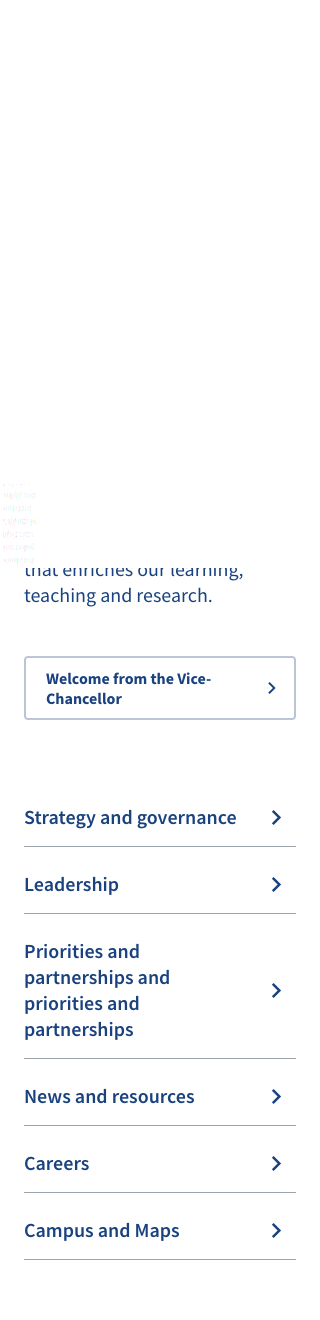 that enriches our learning,
teaching and research.
Welcome from the Vice-
Chancellor
Strategy and governance
Leadership
Priorities and
partnerships and
priorities and
partnerships
News and resources
Careers
Campus and Maps